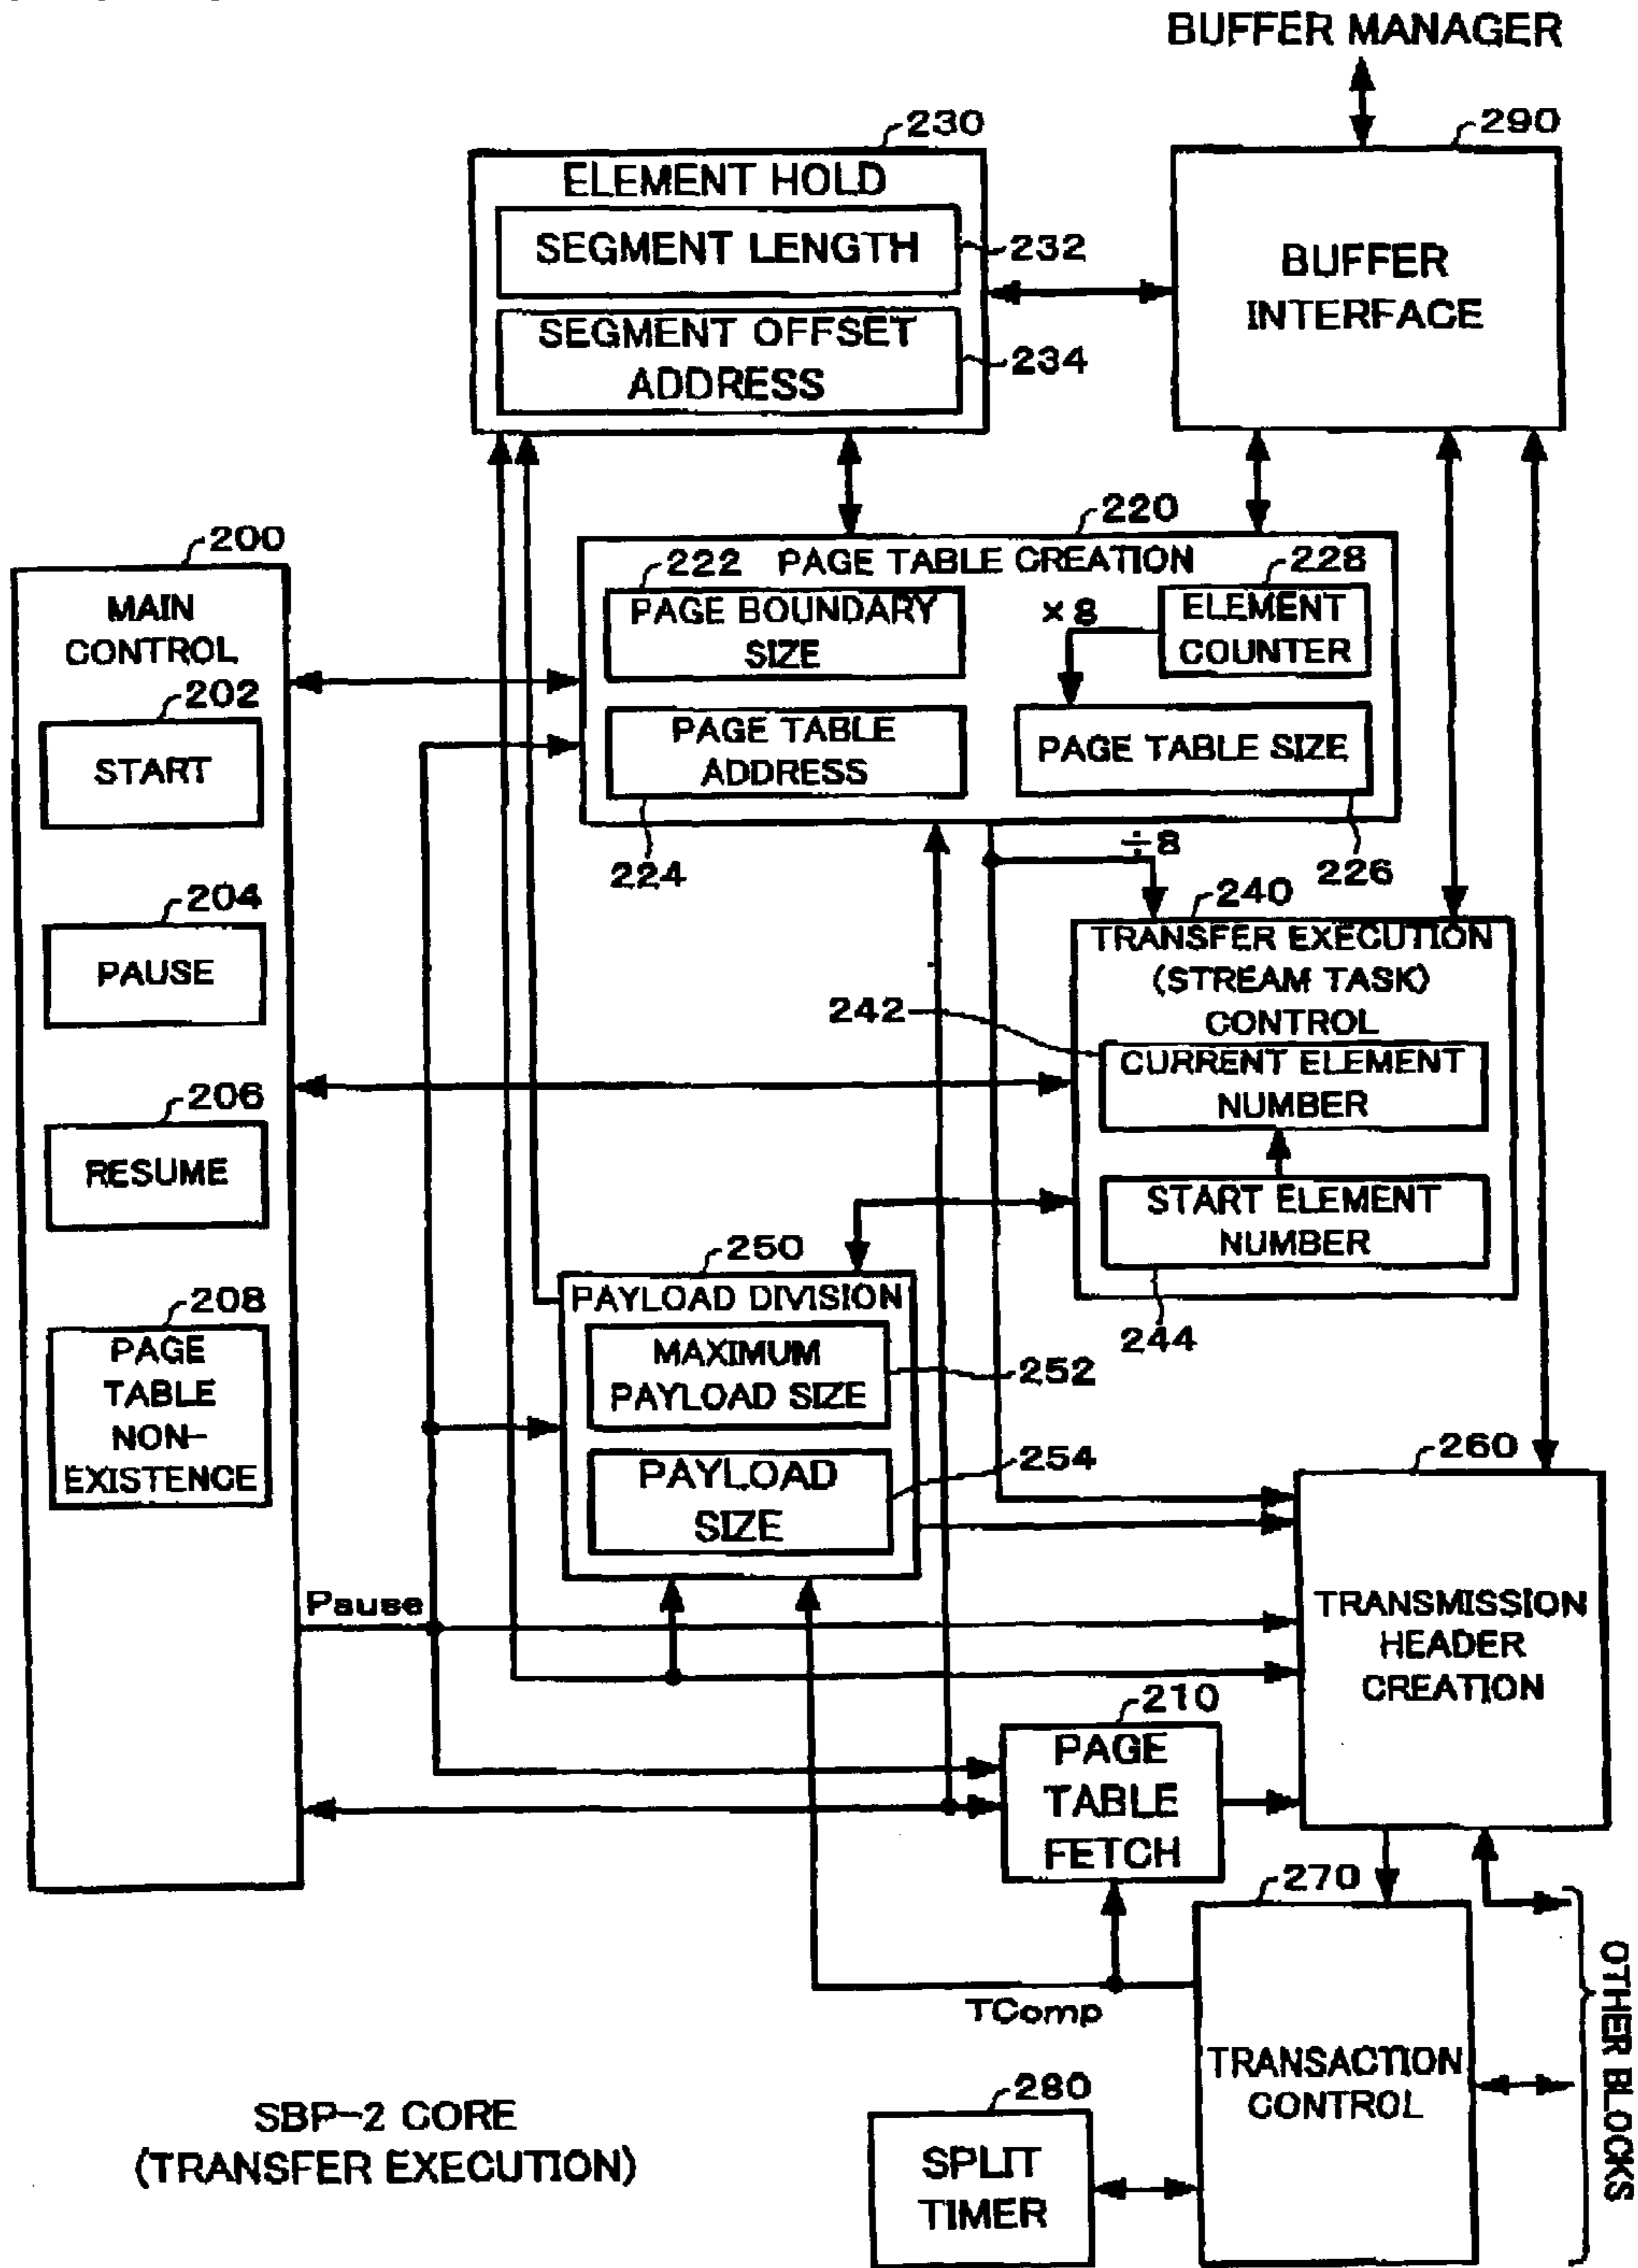 BUFFER MANAGER
230
290
ELEMENT HOLD
SEGMENT LENGTH
232
SEGMENT OFFSET
ADDRESS
234
BUFFER
INTERFACE
200
MAIN
CONTROL
202
START
204
PAUSE
206
RESUME
208
PAGE
TABLE
NON-
EXISTENCE
220
PAGE TABLE CREATION
222
PAGE BOUNDARY
SIZE
×8
228
ELEMENT
COUNTER
PAGE TABLE
ADDRESS
PAGE TABLE SIZE
224
÷8
226
240
TRANSFER EXECUTION
(STREAM TASK)
CONTROL
242
CURRENT ELEMENT
NUMBER
START ELEMENT
NUMBER
244
250
PAYLOAD DIVISION
MAXIMUM
PAYLOAD SIZE
252
PAYLOAD
SIZE
254
260
TRANSMISSION
HEADER
CREATION
Pause
210
PAGE
TABLE
FETCH
270
TRANSACTION
CONTROL
TComp
OTHER BLOCKS
280
SPLIT
TIMER
SBP-2 CORE
(TRANSFER EXECUTION)